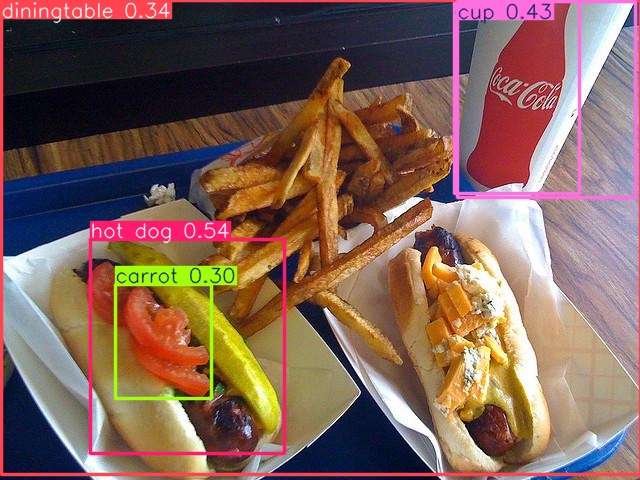 diningtable 0.34
cup 0.43
Coca-Cola
hot dog 0.54
carrot 0.30